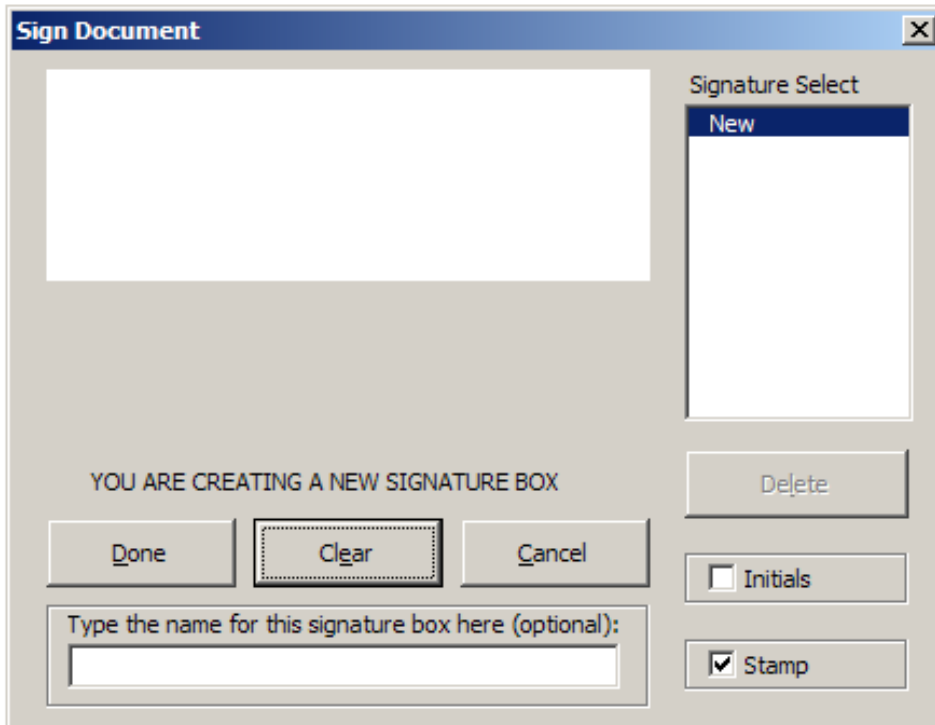 Sign Document
Signature Select
New
YOU ARE CREATING A NEW SIGNATURE BOX
Delete
Done
Clear
Cancel
Initials
Type the name for this signature box here (optional):
Stamp